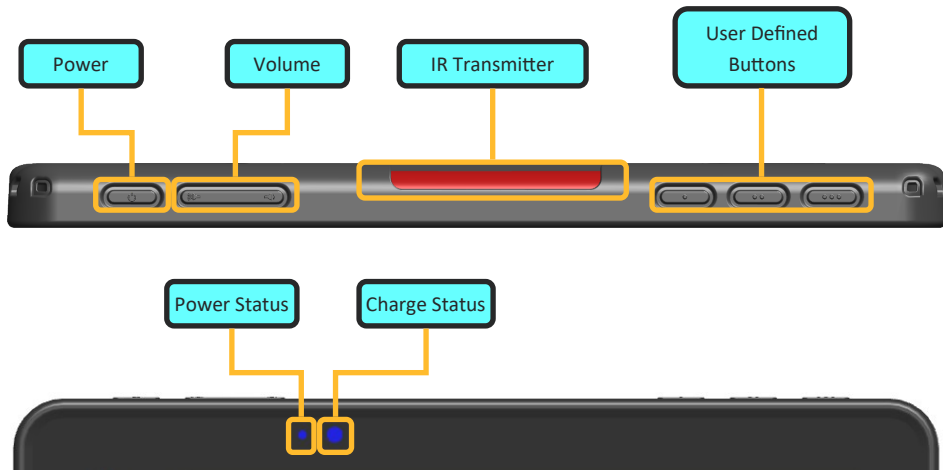 Power
Volume
IR Transmitter
User Defined
Buttons
Power Status
Charge Status